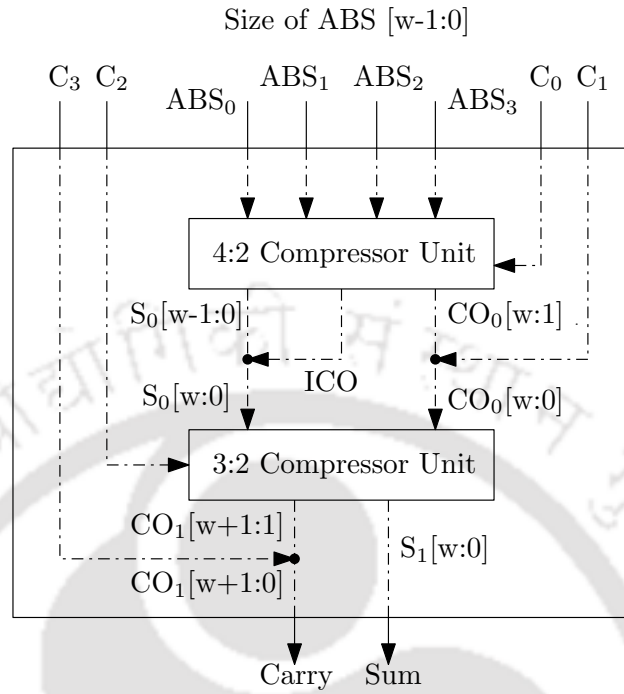 Size of ABS [w-1:0]
C₃ C₂ ABS₀ ABS₁ ABS₂ ABS₃ C₀ C₁
4:2 Compressor Unit
S₀[w-1:0] CO₀[w:1]
ICO
S₀[w:0] CO₀[w:0]
3:2 Compressor Unit
CO₁[w+1:1]
S₁[w:0]
CO₁[w+1:0]
Carry Sum